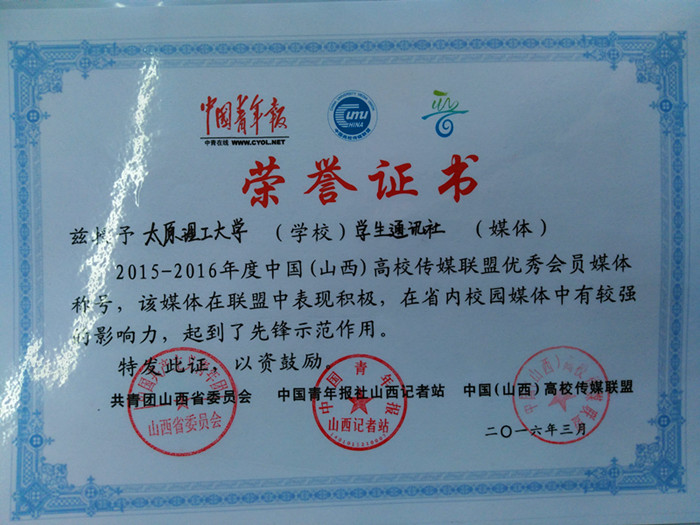 中国青年报
中青在线 WWW.CYOL.NET
CUMU
CHINA
荣誉证书
兹授予 太原理工大学 （学校）学生通讯社 （媒体）
2015-2016年度中国(山西)高校传媒联盟优秀会员媒体
称号，该媒体在联盟中表现积极，在省内校园媒体中有较强
的影响力，起到了先锋示范作用。
特发此证，以资鼓励。
共青团山西省委员会 中国青年报社山西记者站 中国(山西)高校传媒联盟
二〇一六年三月
山西省委员会
中国青年报
山西记者站